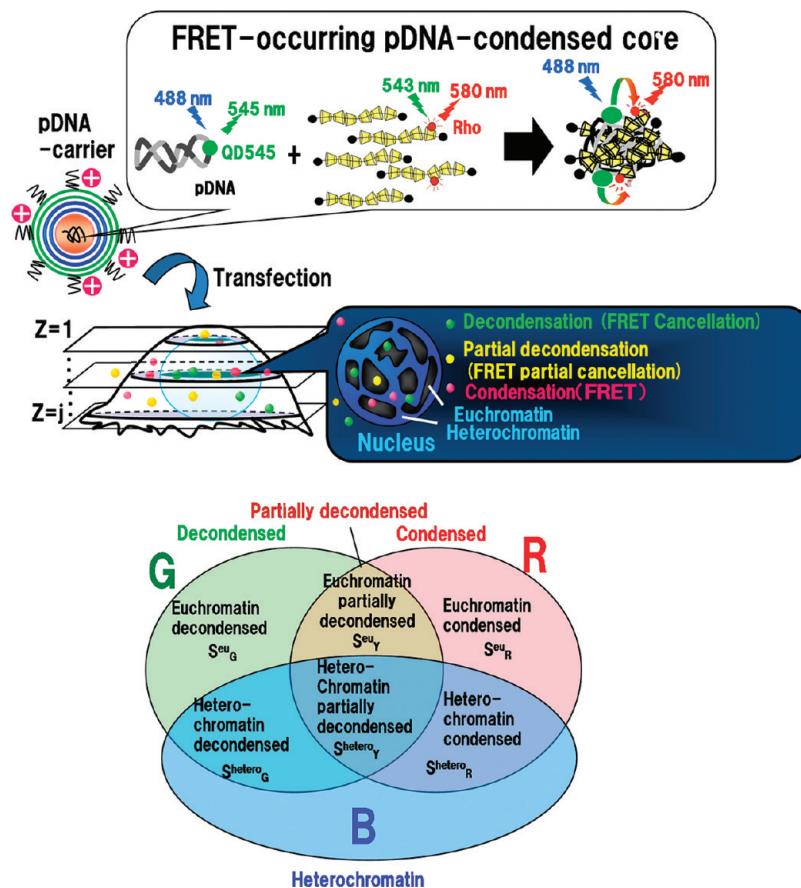 FRET-occurring pDNA-condensed core
488 nm
545 nm
QD545
pDNA
+
543 nm
580 nm
Rho
488 nm
580 nm
pDNA
-carrier
+
+
+
+
Transfection
Z=1
Z=j
Decondensation (FRET Cancellation)
Partial decondensation
(FRET partial cancellation)
Condensation(FRET)
Euchromatin
Heterochromatin
Nucleus
Partially decondensed
Decondensed
Condensed
G
R
Euchromatin
decondensed
S^eu_G
Euchromatin
partially
decondensed
S^eu_Y
Euchromatin
condensed
S^eu_R
Hetero-
chromatin
decondensed
S^hetero_G
Hetero-
Chromatin
partially
decondensed
S^hetero_Y
Hetero-
chromatin
condensed
S^hetero_R
B
Heterochromatin